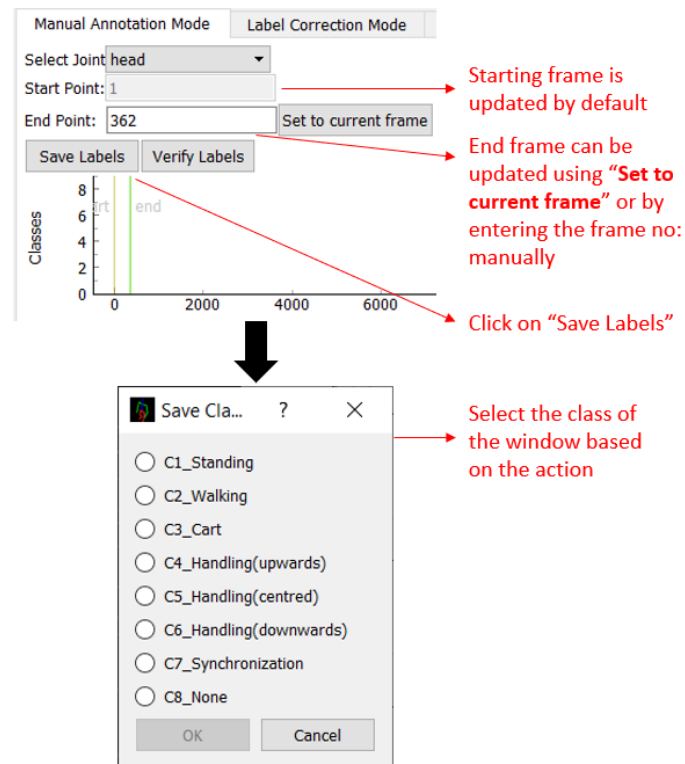 Manual Annotation Mode
Label Correction Mode
Select Joint head
Start Point: 1
Starting frame is
updated by default
End Point: 362
Set to current frame
End frame can be
updated using “Set to
current frame” or by
entering the frame no:
manually
Save Labels
Verify Labels
Classes
8
6
4
2
0
rt
end
0
2000
4000
6000
Click on “Save Labels”
Save Cla...
?
Select the class of
the window based
on the action
C1_Standing
C2_Walking
C3_Cart
C4_Handling(upwards)
C5_Handling(centred)
C6_Handling(downwards)
C7_Synchronization
C8_None
OK
Cancel